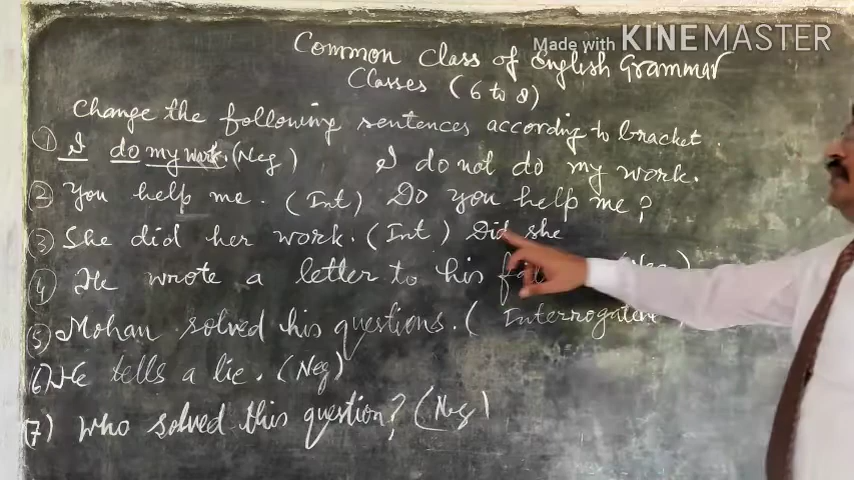 Made with KINEMASTER
Common Class of English Grammar
Classes (6 to 8)
Change the following sentences according to bracket.
① I do my work. (Neg) I do not do my work.
② You help me. (Int) Do you help me?
③ She did her work. (Int) Did she
④ He wrote a letter to his
⑤ Mohan solved his questions. (
⑥ He tells a lie. (Neg)
(7) Who solved this question? (Neg)